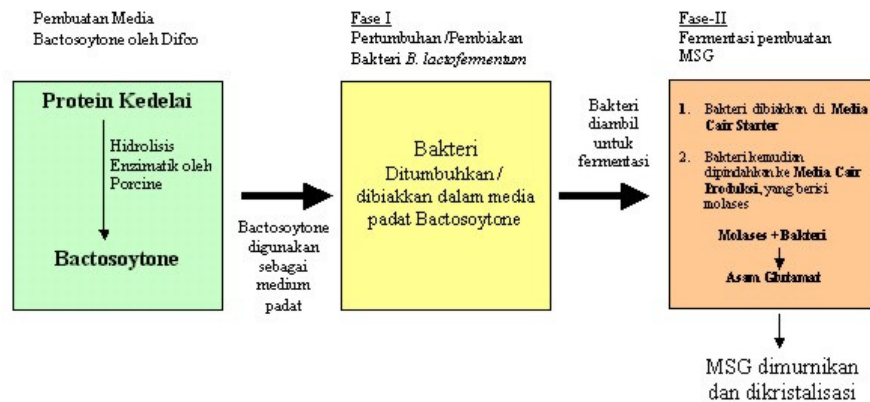 Pembuatan Media
Bactosoytone oleh Difco
Protein Kedelai
Hidrolisis
Enzimatik oleh
Porcine
Bactosoytone
Bactosoytone
digunakan
sebagai
medium
padat
Fase I
Pertumbuhan /Pembiakan
Bakteri B. lactofermentum
Bakteri
Ditumbuhkan /
dibiakkan dalam media
padat Bactosoytone
Bakteri
diambil
untuk
fermentasi
Fase-II
Fermentasi pembuatan
MSG
1. Bakteri dibiakkan di Media
Cair Starter
2. Bakteri kemudian
dipindahkan ke Media Cair
Produksi, yang berisi
molases
Molases +Bakteri
Asam Glutamat
MSG dimurnikan
dan dikristalisasi